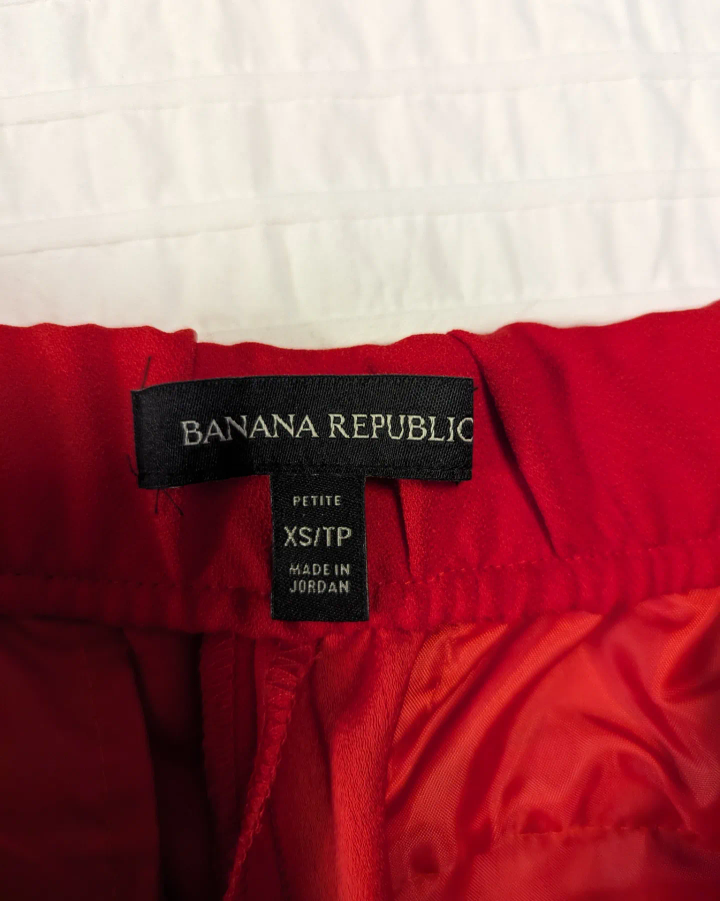 BANANA REPUBLIC
PETITE
XS/TP
MADE IN
JORDAN